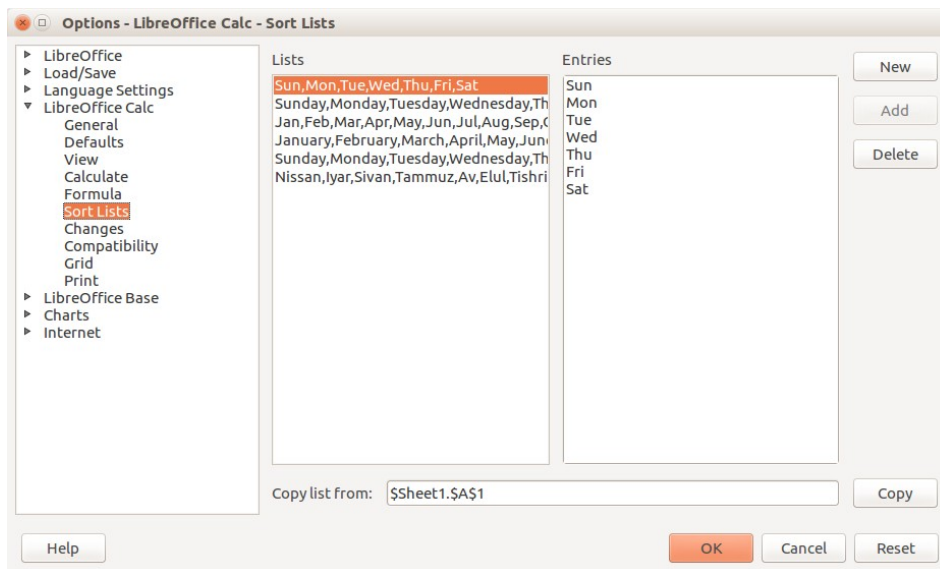 Options - LibreOffice Calc - Sort Lists
LibreOffice
Load/Save
Language Settings
LibreOffice Calc
General
Defaults
View
Calculate
Formula
Sort Lists
Changes
Compatibility
Grid
Print
LibreOffice Base
Charts
Internet
Lists
Sun,Mon,Tue,Wed,Thu,Fri,Sat
Sunday,Monday,Tuesday,Wednesday,Th
Jan,Feb,Mar,Apr,May,Jun,Jul,Aug,Sep,
January,February,March,April,May,June
Sunday,Monday,Tuesday,Wednesday,Th
Nissan,Iyar,Sivan,Tammuz,Av,Elul,Tishri
Entries
Sun
Mon
Tue
Wed
Thu
Fri
Sat
New
Add
Delete
Copy list from: $Sheet1.$A$1
Copy
Help
OK
Cancel
Reset